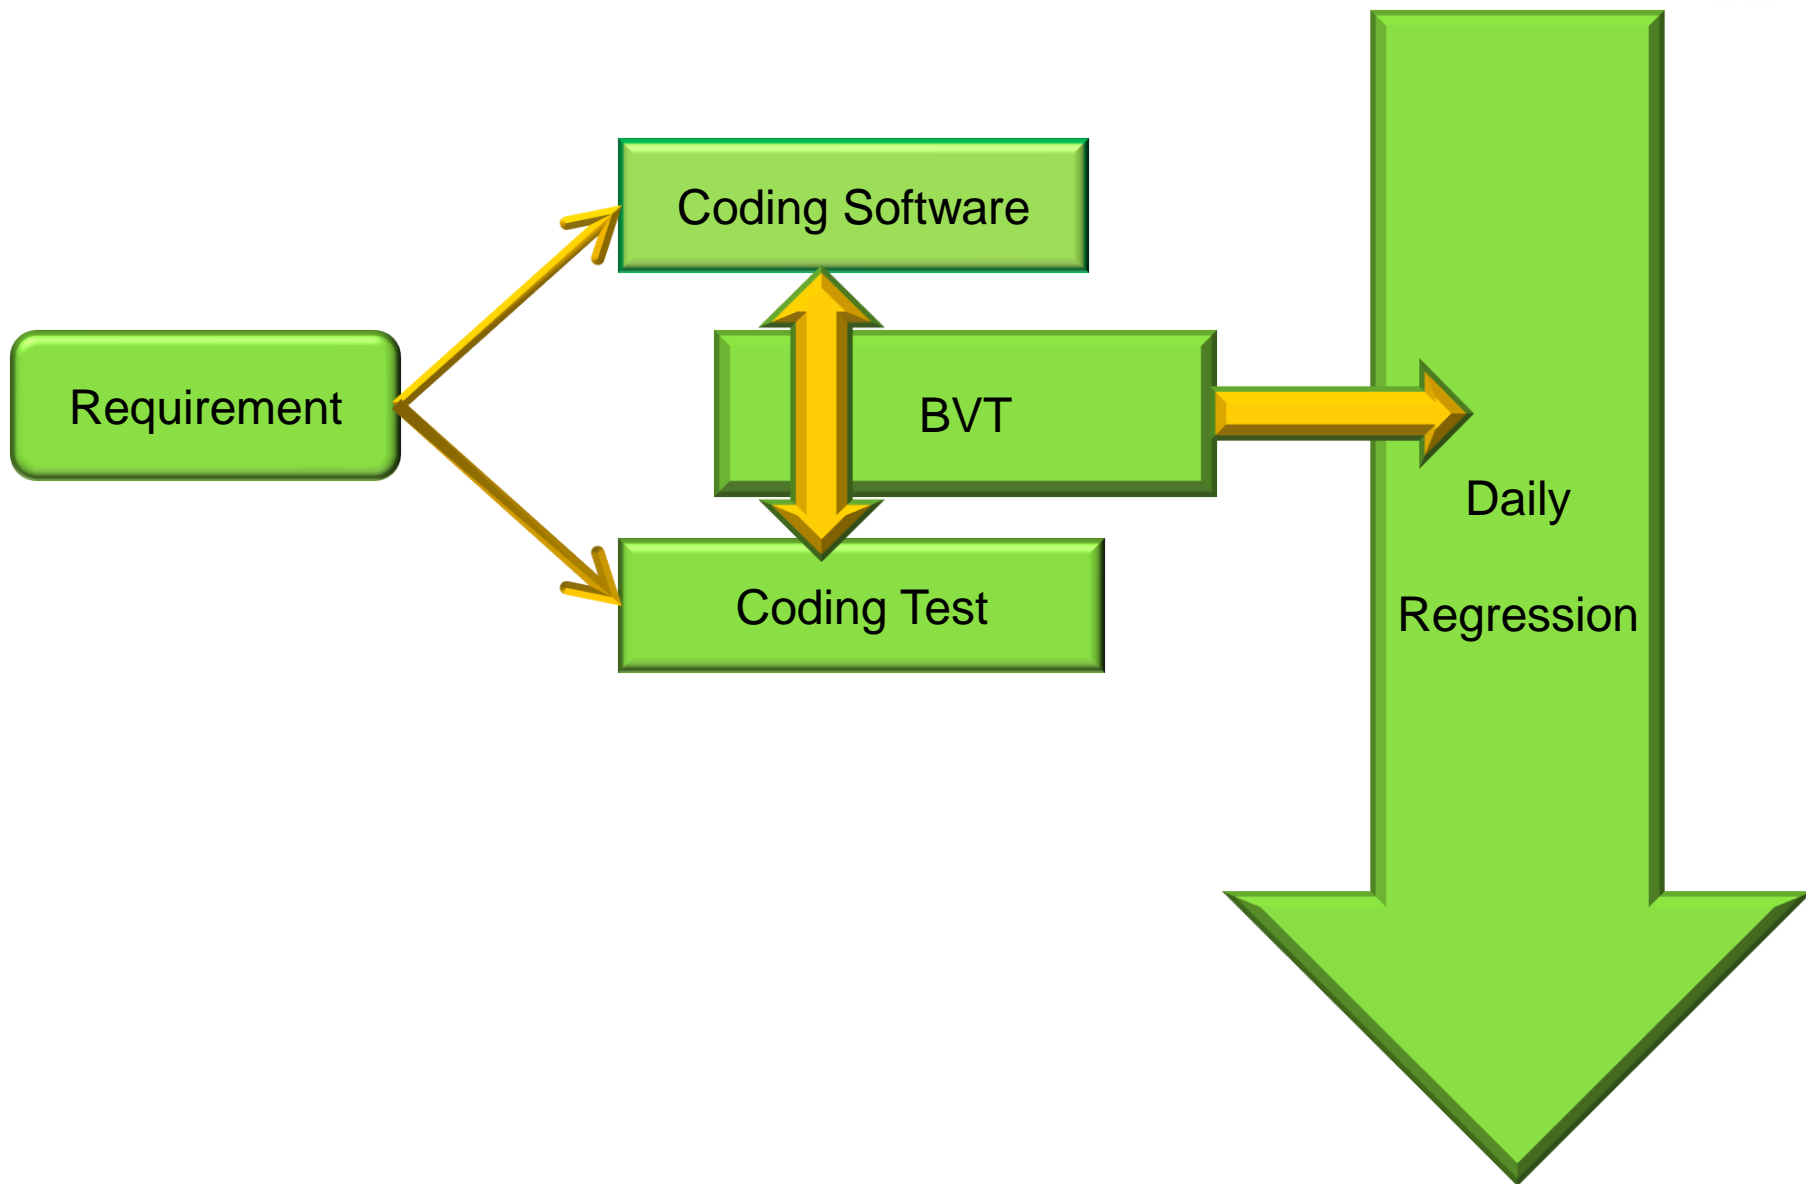 Requirement
Coding Software
BVT
Coding Test
Daily
Regression